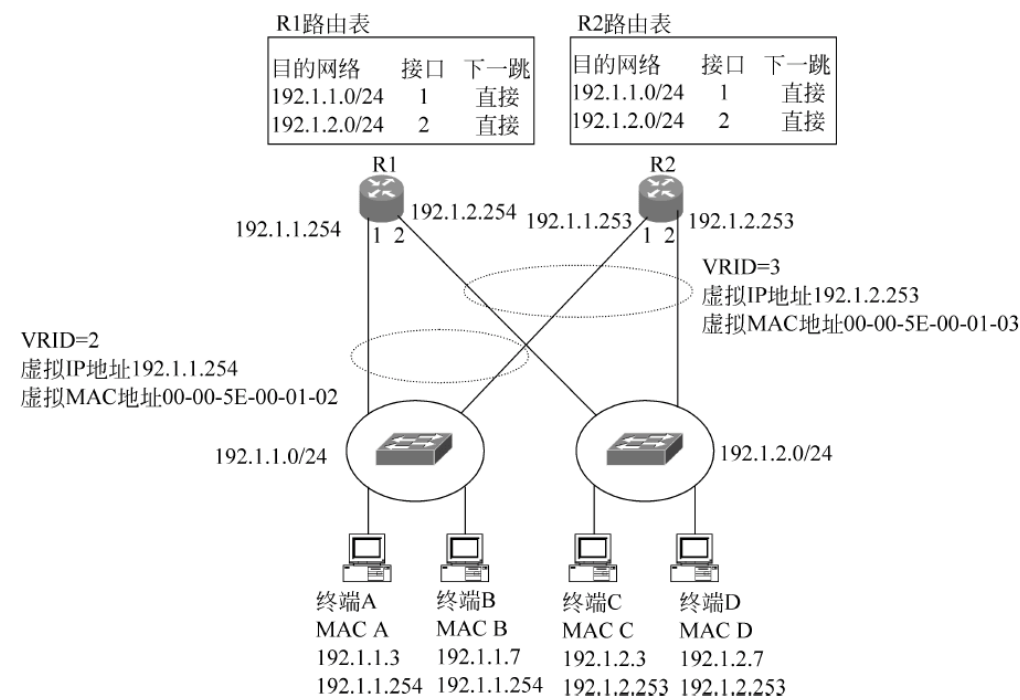 R1路由表
目的网络 接口 下一跳
192.1.1.0/24 1 直接
192.1.2.0/24 2 直接
R2路由表
目的网络 接口 下一跳
192.1.1.0/24 1 直接
192.1.2.0/24 2 直接
R1
R2
192.1.1.254
192.1.2.254
192.1.1.253
192.1.2.253
1 2
1 2
VRID=3
虚拟IP地址192.1.2.253
虚拟MAC地址00-00-5E-00-01-03
VRID=2
虚拟IP地址192.1.1.254
虚拟MAC地址00-00-5E-00-01-02
192.1.1.0/24
192.1.2.0/24
终端A
MAC A
192.1.1.3
192.1.1.254
终端B
MAC B
192.1.1.7
192.1.1.254
终端C
MAC C
192.1.2.3
192.1.2.253
终端D
MAC D
192.1.2.7
192.1.2.253